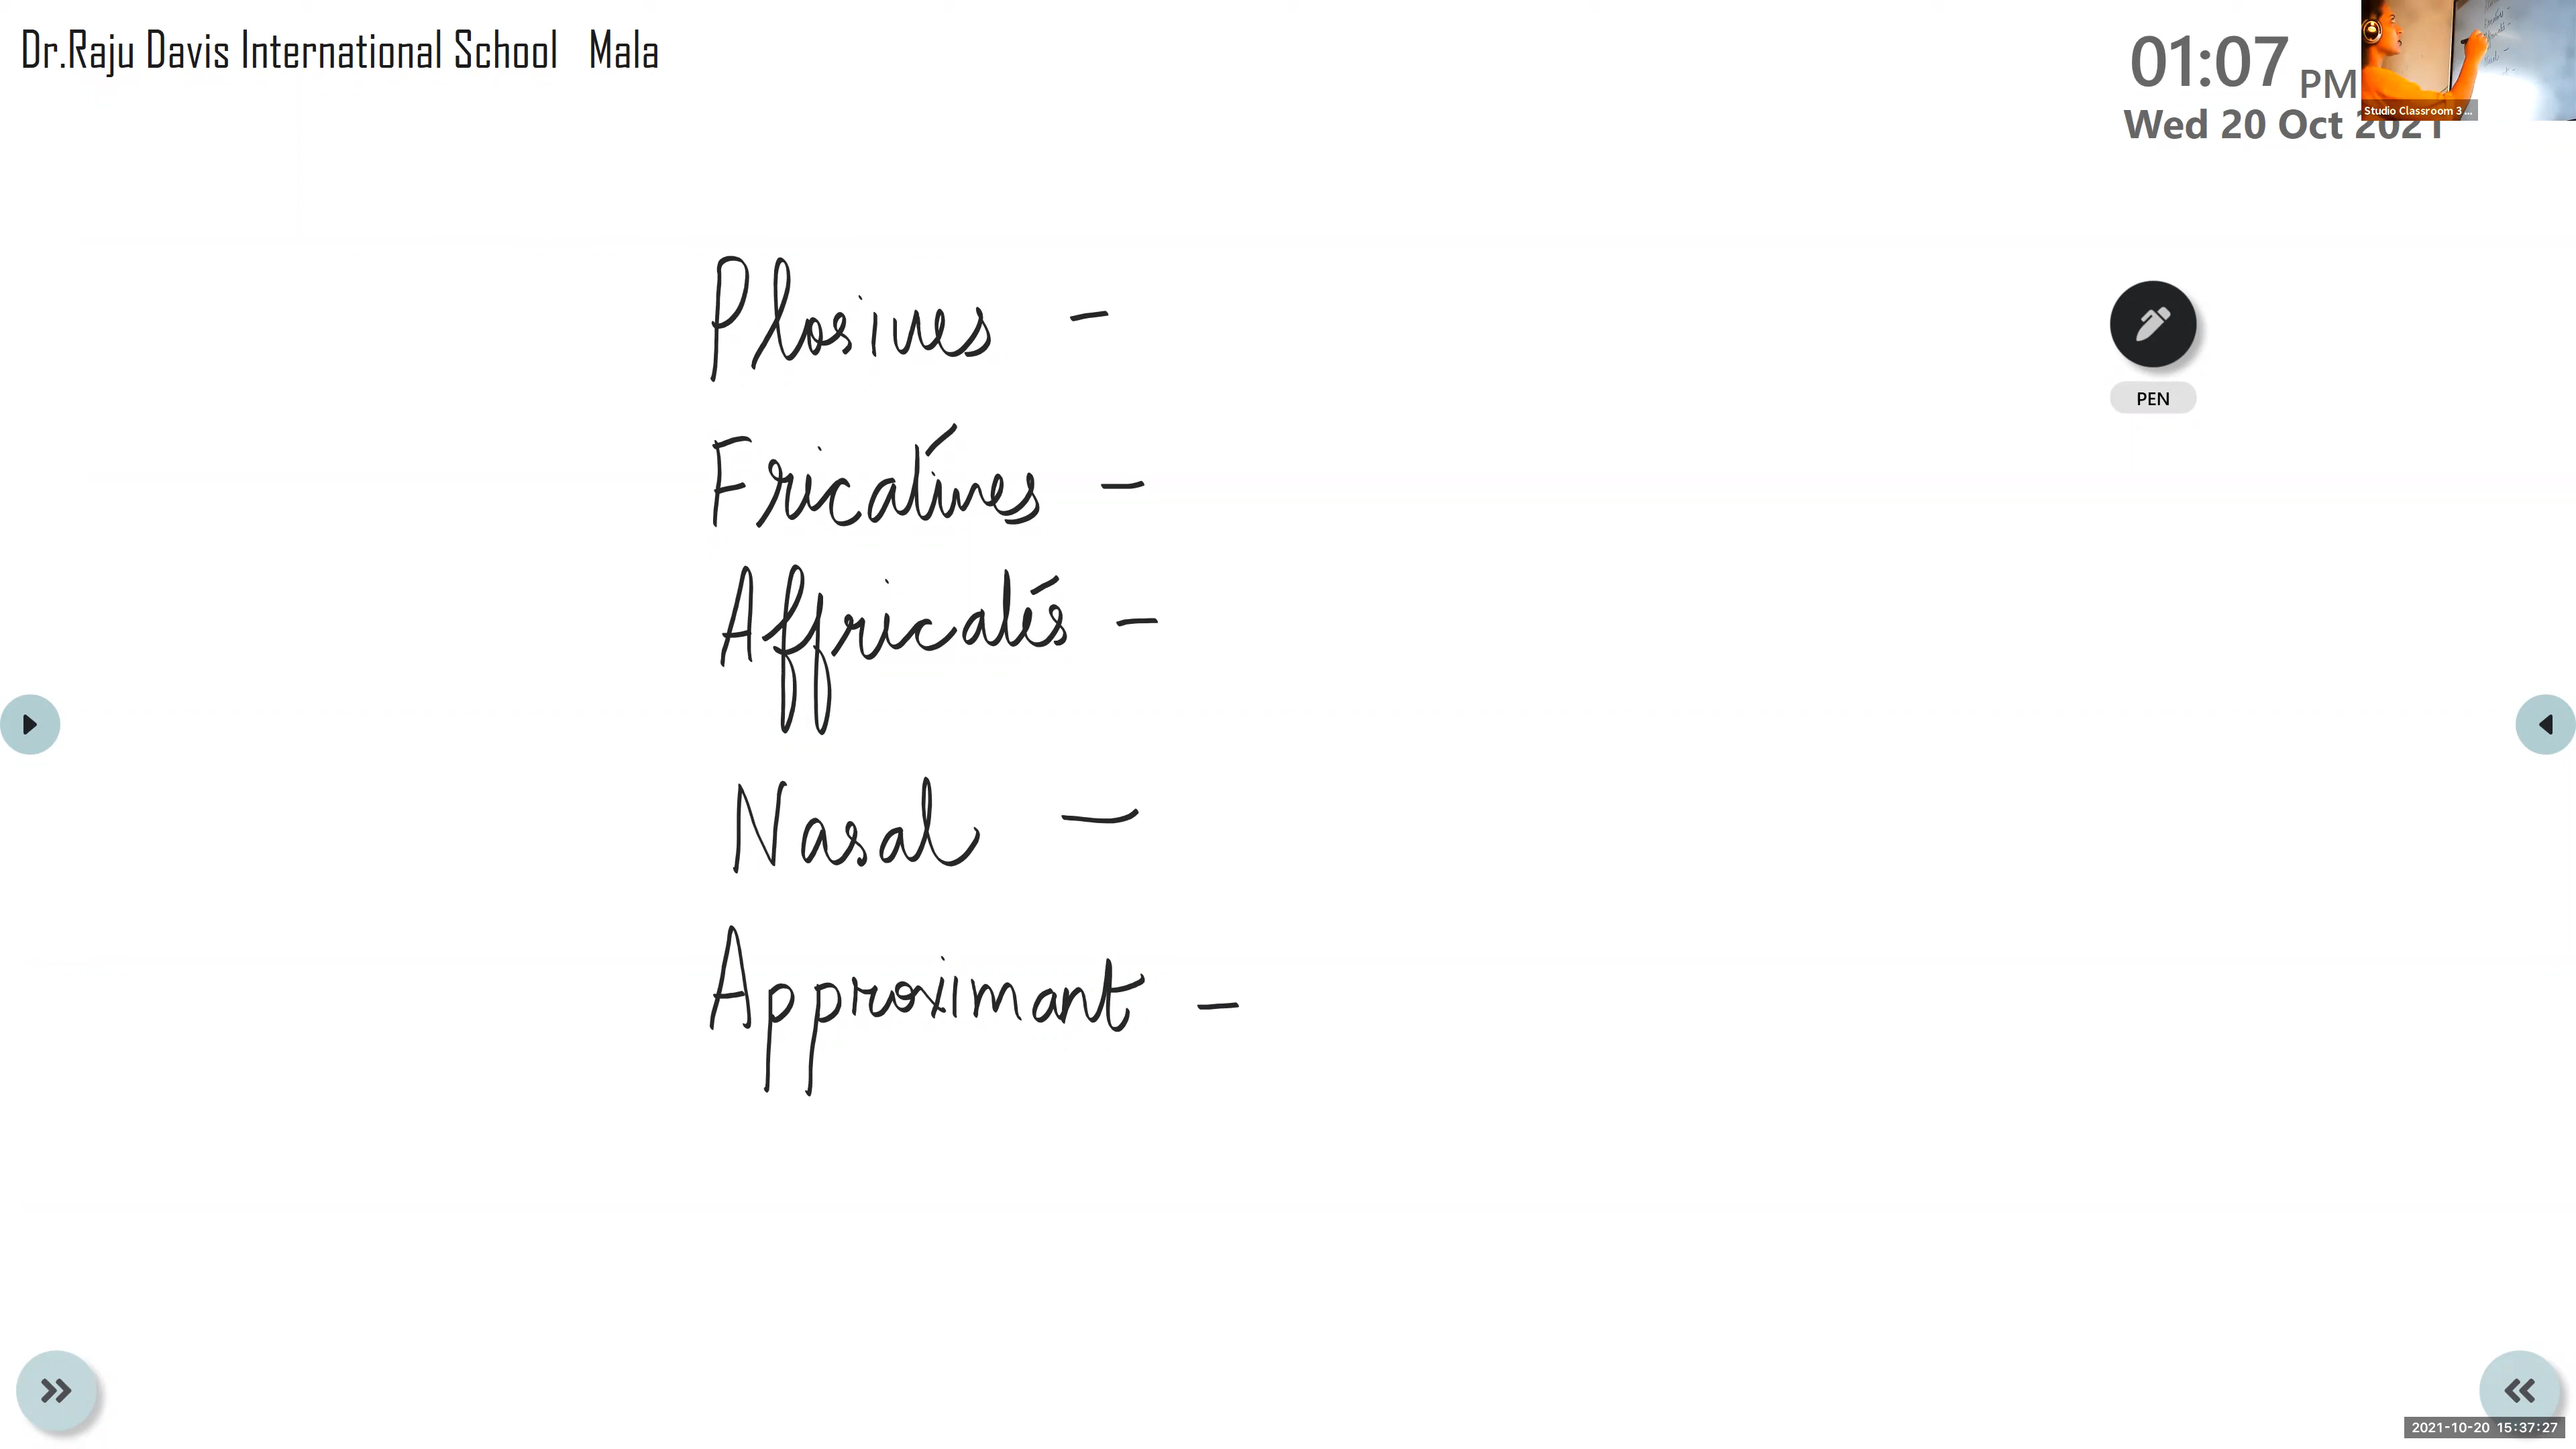 Dr.Raju Davis International School Mala
01:07 PM
Wed 20 Oct 2021
Studio Classroom 3 ...
Plosives -
PEN
Fricatives -
Affricates -
Nasal -
Approximant -
2021-10-20 15:37:27